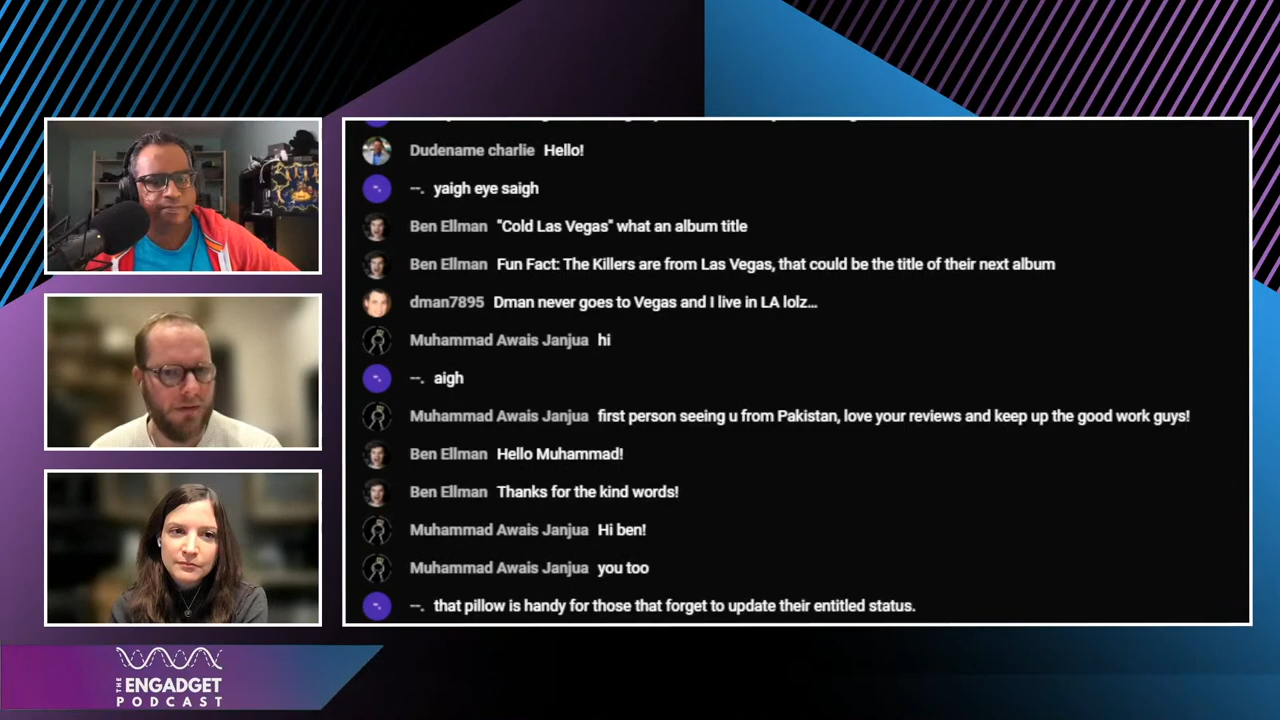 Dudename charlie Hello!
--. yaigh eye saigh
Ben Ellman "Cold Las Vegas" what an album title
Ben Ellman Fun Fact: The Killers are from Las Vegas, that could be the title of their next album
dman7895 Dman never goes to Vegas and I live in LA lolz...
Muhammad Awais Janjua hi
--. aigh
Muhammad Awais Janjua first person seeing u from Pakistan, love your reviews and keep up the good work guys!
Ben Ellman Hello Muhammad!
Ben Ellman Thanks for the kind words!
Muhammad Awais Janjua Hi ben!
Muhammad Awais Janjua you too
--. that pillow is handy for those that forget to update their entitled status.
THE ENGADGET
PODCAST